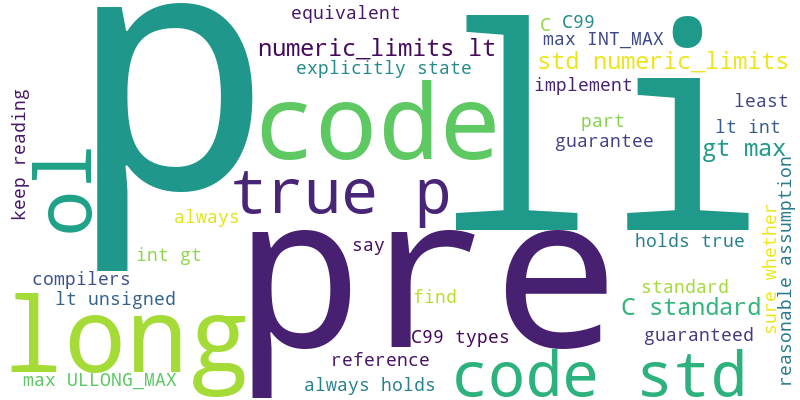 equivalent
C C99
p
li
numeric_limits lt
max INT_MAX
explicitly state
std numeric_limits
code
implement
keep reading
least
part
lt int
guarantee
gt max
ol
true p
always
reasonable assumption
sure whether
pre
say
holds true
int gt
compilers
lt unsigned
find
standard
long
C standard
C99 types
guaranteed
reference
code std
max ULLONG_MAX
always holds